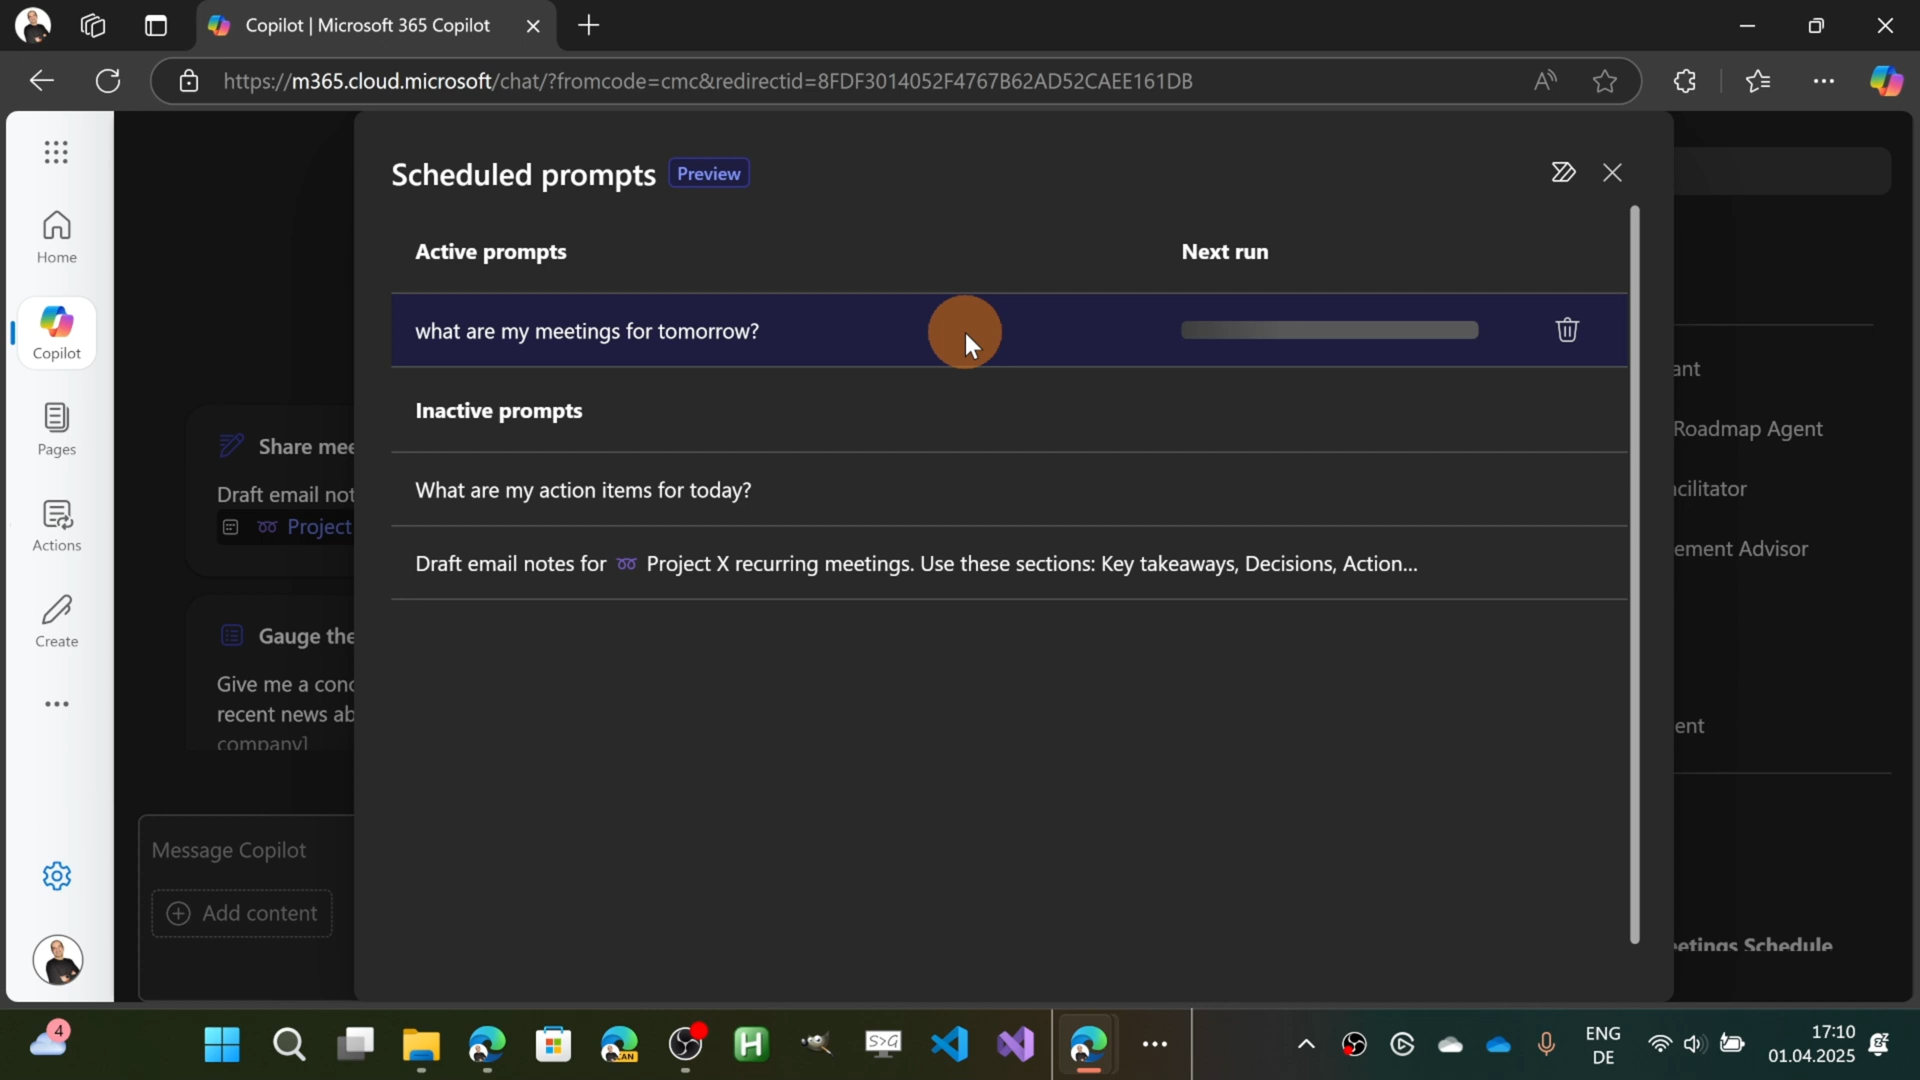 Copilot | Microsoft 365 Copilot
https://m365.cloud.microsoft/chat/?fromcode=cmc&redirectid=8FDF3014052F4767B62AD52CAEE161DB
Home
Copilot
Pages
Actions
Create
Share mee
Draft email not
Project
Gauge the
Give me a conc
recent news ab
company]
Message Copilot
Add content
Scheduled prompts Preview
Active prompts Next run
what are my meetings for tomorrow?
Inactive prompts
What are my action items for today?
Draft email notes for Project X recurring meetings. Use these sections: Key takeaways, Decisions, Action...
ant
Roadmap Agent
cilitator
ement Advisor
ent
eetings Schedule
4
CAN
H
S>G
ENG
DE
17:10
01.04.2025